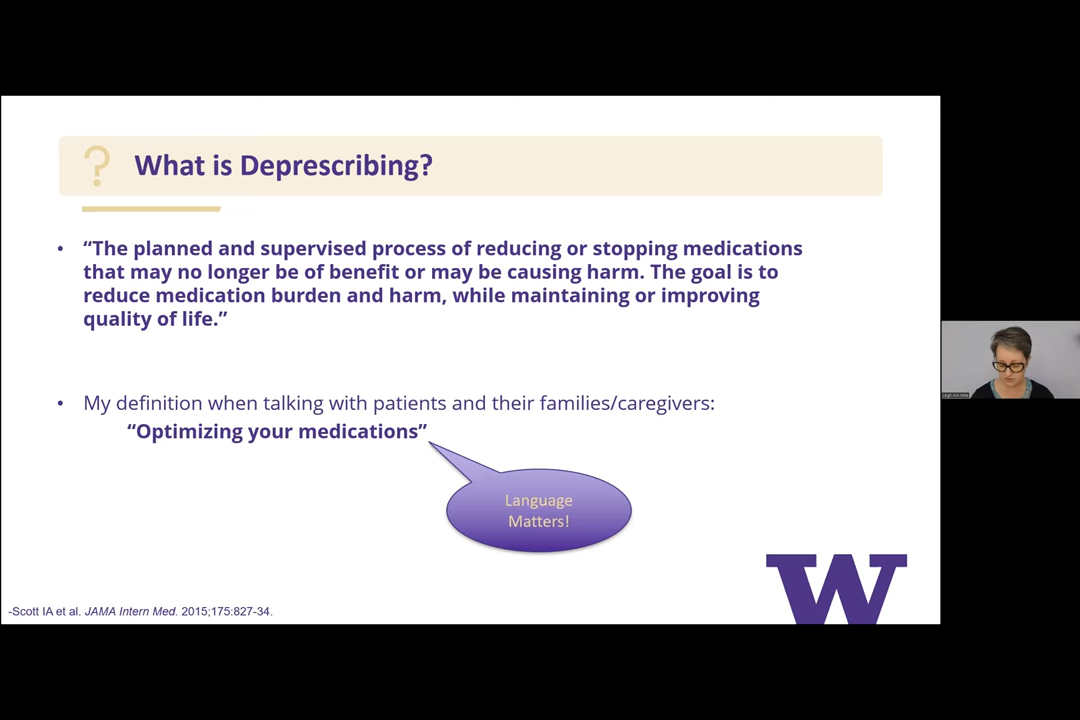 ?
What is Deprescribing?
• “The planned and supervised process of reducing or stopping medications
that may no longer be of benefit or may be causing harm. The goal is to
reduce medication burden and harm, while maintaining or improving
quality of life.”
• My definition when talking with patients and their families/caregivers:
“Optimizing your medications”
Language
Matters!
W
-Scott IA et al. JAMA Intern Med. 2015;175:827-34.